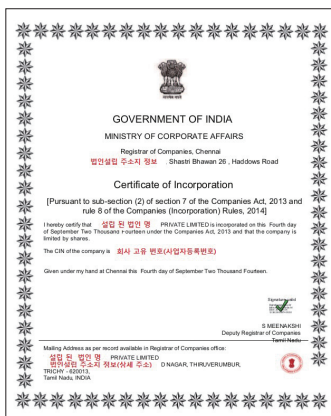 GOVERNMENT OF INDIA
MINISTRY OF CORPORATE AFFAIRS
Registrar of Companies, Chennai
법인설립 주소지 정보 Shastri Bhawan 26 , Haddows Road
Certificate of Incorporation
[Pursuant to sub-section (2) of section 7 of the Companies Act, 2013 and
rule 8 of the Companies (Incorporation) Rules, 2014]
I hereby certify that 설립 된 법인 명 PRIVATE LIMITED is incorporated on this Fourth day
of September Two Thousand Fourteen under the Companies Act, 2013 and that the company is
limited by shares.
The CIN of the company is 회사 고유 번호(사업자등록번호)
Given under my hand at Chennai this Fourth day of September Two Thousand Fourteen.
S MEENAKSHI
Deputy Registrar of Companies
Tamil Nadu
Mailing Address as per record available in Registrar of Companies office:
설립 된 법인 명 PRIVATE LIMITED
법인설립 주소지 정보(상세 주소) D NAGAR, THIRUVERUMBUR,
TRICHY - 620013,
Tamil Nadu, INDIA